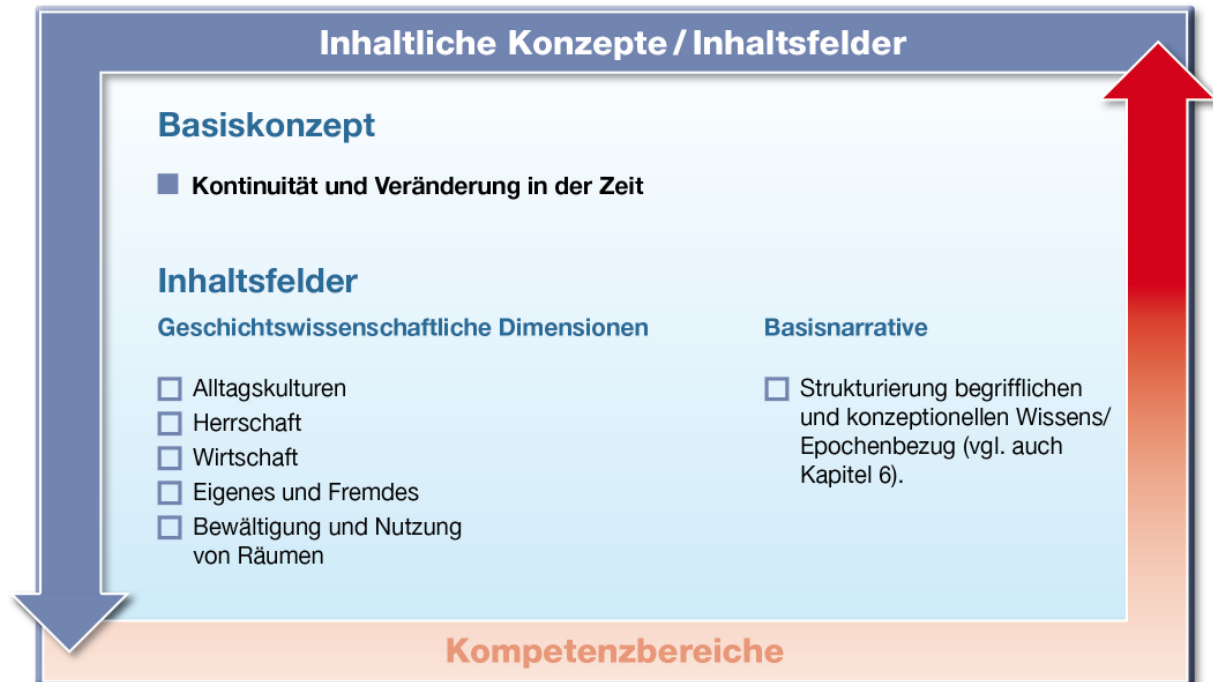 Inhaltliche Konzepte / Inhaltsfelder
Basiskonzept
Kontinuität und Veränderung in der Zeit
Inhaltsfelder
Geschichtswissenschaftliche Dimensionen
Alltagskulturen
Herrschaft
Wirtschaft
Eigenes und Fremdes
Bewältigung und Nutzung
von Räumen
Basisnarrative
Strukturierung begrifflichen
und konzeptionellen Wissens/
Epochenbezug (vgl. auch
Kapitel 6).
Kompetenzbereiche